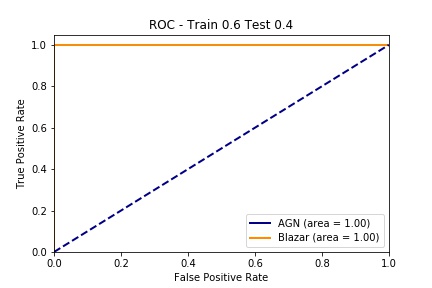 ROC - Train 0.6 Test 0.4
True Positive Rate
1.0
0.8
0.6
0.4
0.2
0.0
0.0 0.2 0.4 0.6 0.8 1.0
False Positive Rate
AGN (area = 1.00)
Blazar (area = 1.00)